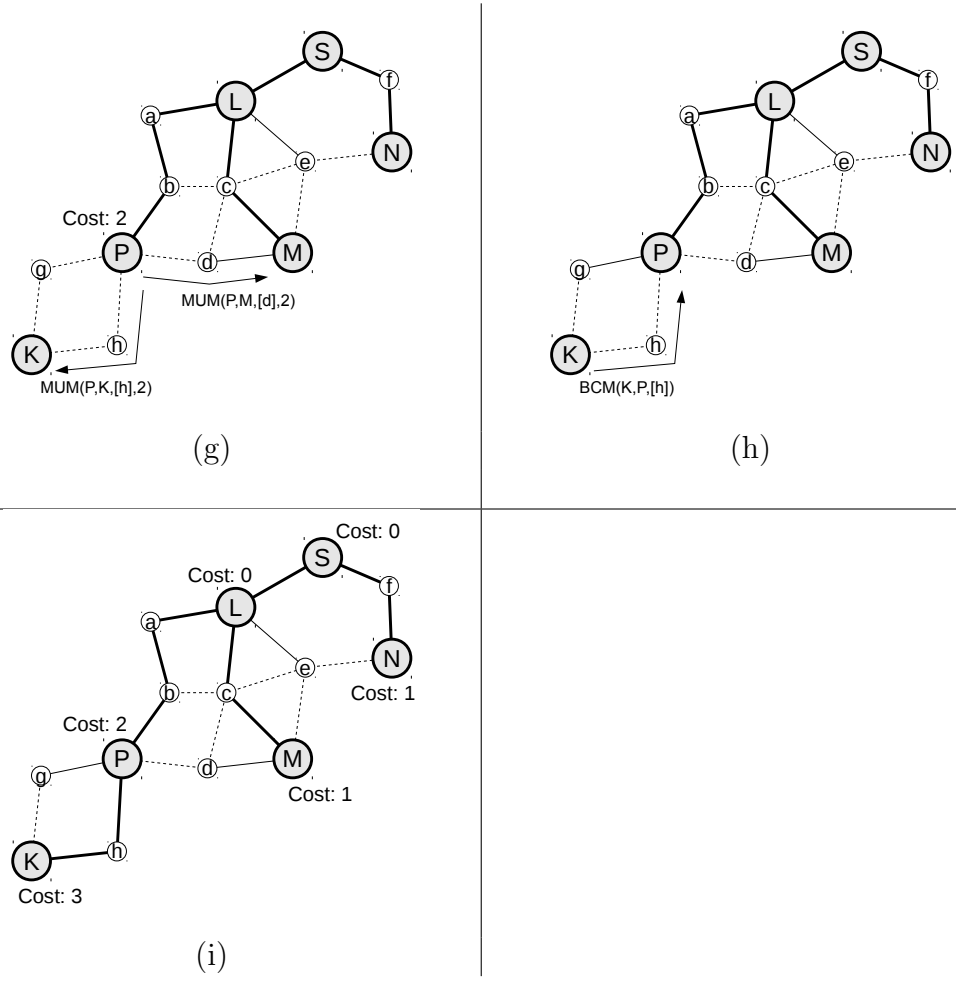 S
f
L
a
N
e
b
c
Cost: 2
P
M
d
g
MUM(P,M,[d],2)
h
K
MUM(P,K,[h],2)
(g)
S
f
L
a
N
e
b
c
P
M
d
g
h
K
BCM(K,P,[h])
(h)
Cost: 0
S
Cost: 0
f
L
a
N
e
Cost: 1
b
c
Cost: 2
P
M
d
g
Cost: 1
h
K
Cost: 3
(i)